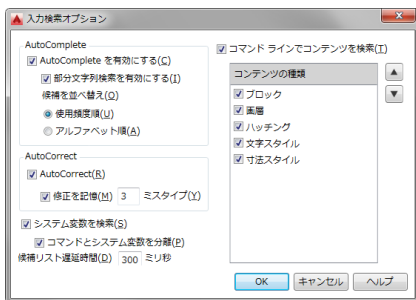 入力検索オプション
AutoComplete
AutoComplete を有効にする(C)
部分文字列検索を有効にする(I)
候補を並べ替え(O)
使用頻度順(U)
アルファベット順(A)
AutoCorrect
AutoCorrect(R)
修正を記憶(M) 3 ミスタイプ(Y)
システム変数を検索(S)
コマンドとシステム変数を分離(P)
候補リスト遅延時間(D) 300 ミリ秒
コマンド ラインでコンテンツを検索(T)
コンテンツの種類
ブロック
画層
ハッチング
文字スタイル
寸法スタイル
OK キャンセル ヘルプ